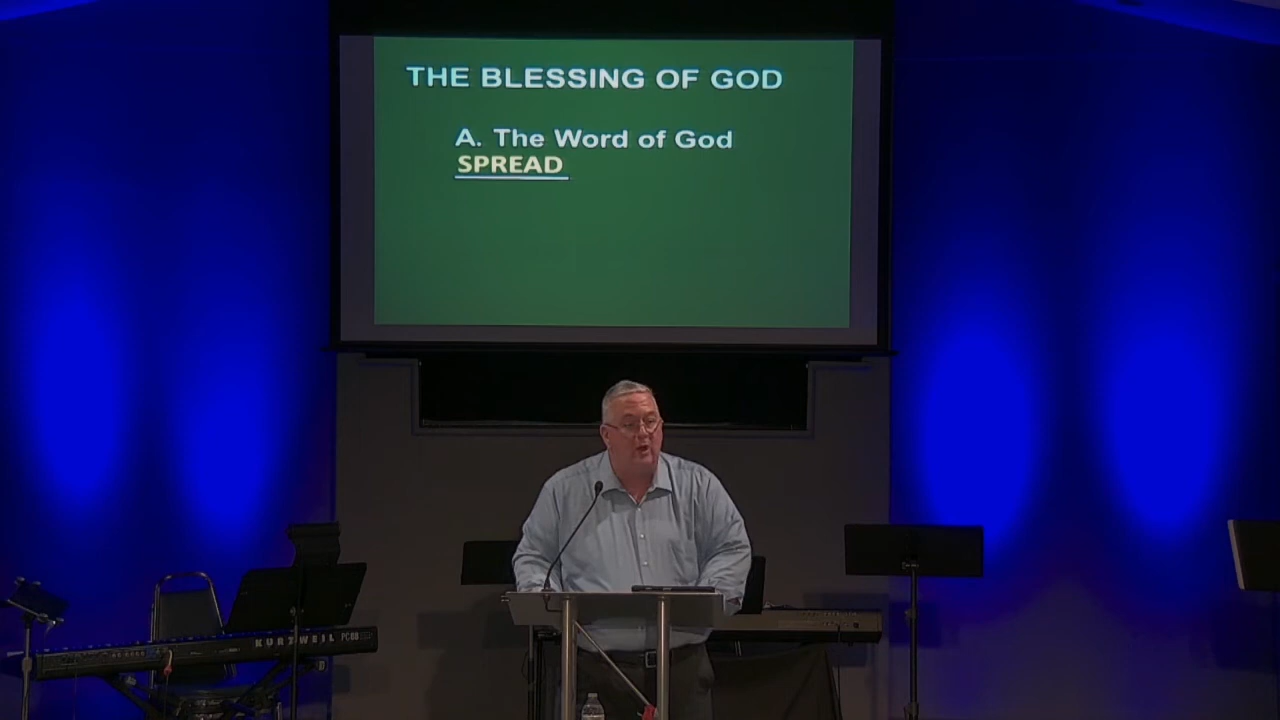 THE BLESSING OF GOD
A. The Word of God
SPREAD
KURZWEIL PC88